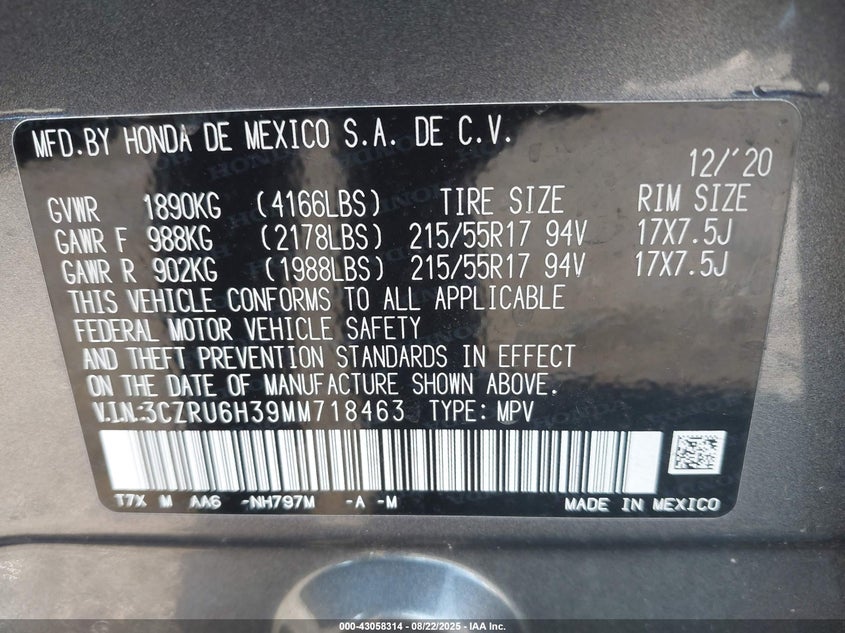 MFD.BY HONDA DE MEXICO S.A. DE C.V.
12/'20
GVWR 1890KG (4166LBS) TIRE SIZE RIM SIZE
GAWR F 988KG (2178LBS) 215/55R17 94V 17X7.5J
GAWR R 902KG (1988LBS) 215/55R17 94V 17X7.5J
THIS VEHICLE CONFORMS TO ALL APPLICABLE
FEDERAL MOTOR VEHICLE SAFETY
AND THEFT PREVENTION STANDARDS IN EFFECT
ON THE DATE OF MANUFACTURE SHOWN ABOVE.
V.I.N:3CZRU6H39MM718463 TYPE: MPV
T7X M AA6 -NH797M -A -M MADE IN MEXICO
000-43058314 - 08/22/2025 - IAA Inc.